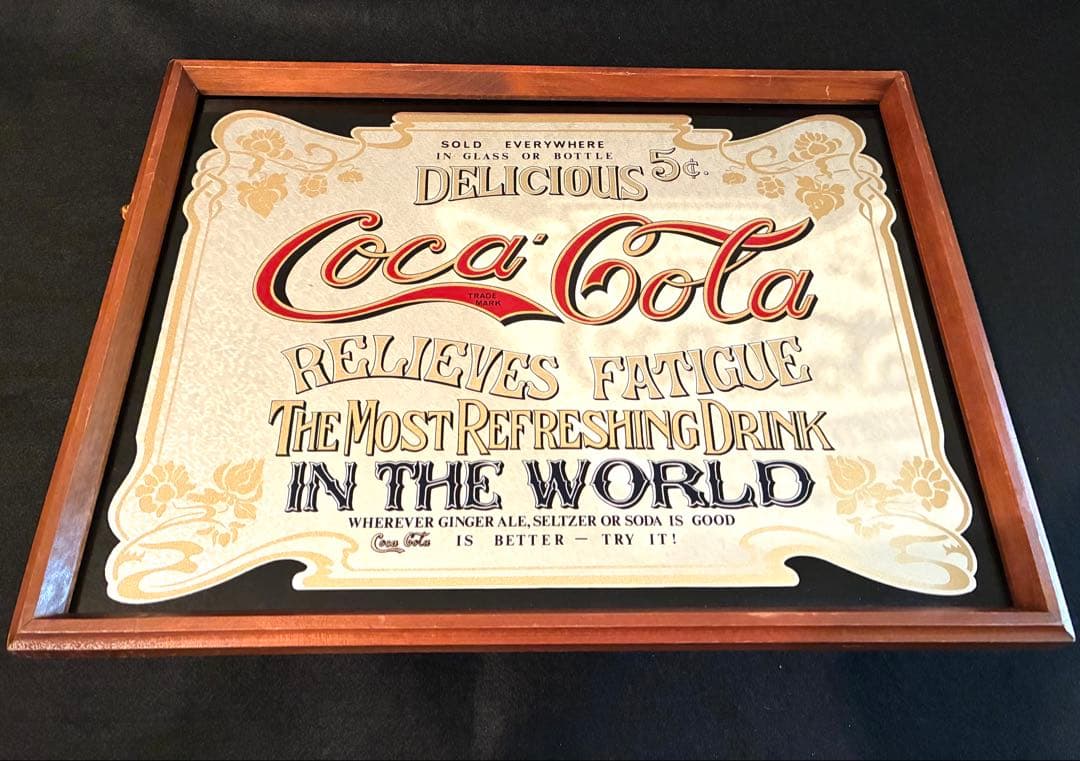 SOLD EVERYWHERE
IN GLASS OR BOTTLE
DELICIOUS 5¢.
Coca-Cola
TRADE
MARK
RELIEVES FATIGUE
THE MOST REFRESHING DRINK
IN THE WORLD
WHEREVER GINGER ALE, SELTZER OR SODA IS GOOD
Coca Cola IS BETTER — TRY IT!